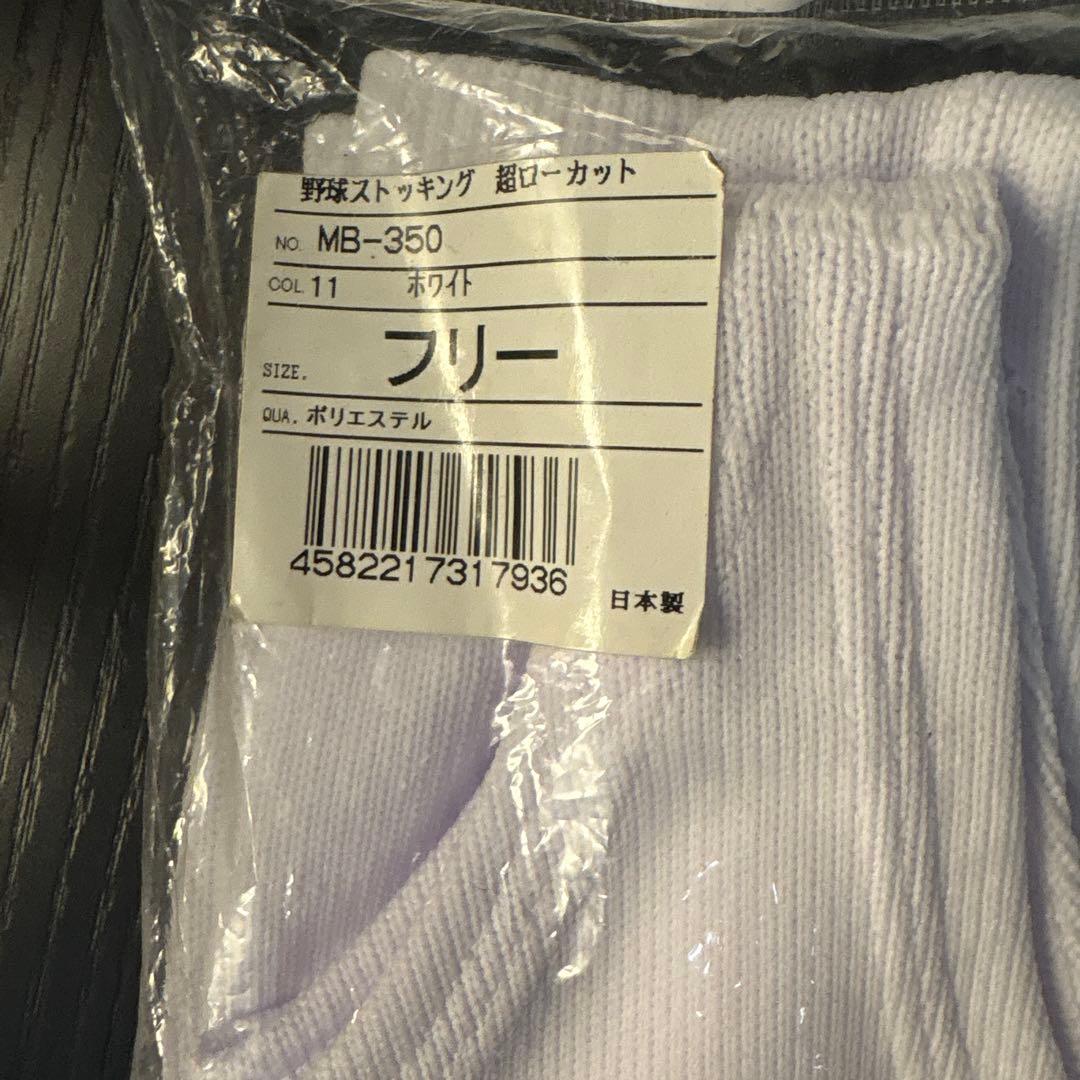 野球ストッキング 超ローカット
NO. MB-350
COL. 11 ホワイト
SIZE. フリー
QUA. ポリエステル
4582217317936
日本製